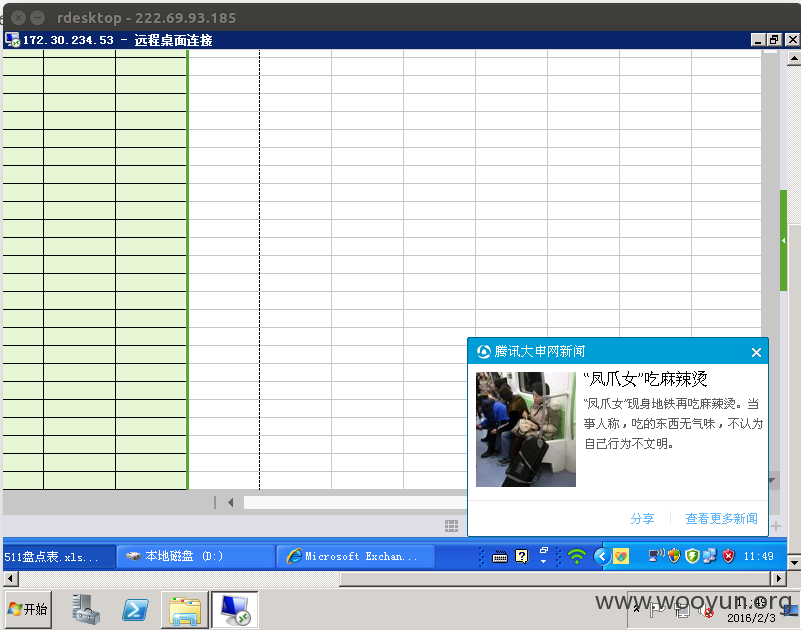 rdesktop - 222.69.93.185
172.30.234.53 - 远程桌面连接
腾讯大申网新闻
“凤爪女”吃麻辣烫
“凤爪女”现身地铁再吃麻辣烫。当
事人称，吃的东西无气味，不认为
自己行为不文明。
分享
查看更多新闻
511盘点表.xls...
本地磁盘 (D:)
Microsoft Exchan...
11:49
开始
www.wooyun.org
2016/2/3